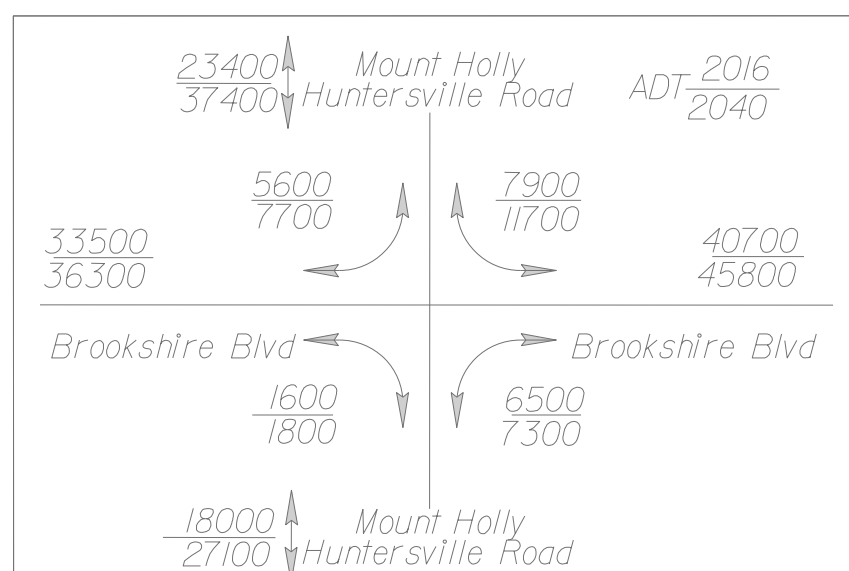 23400
37400
Mount Holly
Huntersville Road
ADT 2016
2040
5600
7700
7900
11700
33500
36300
40700
45800
Brookshire Blvd
Brookshire Blvd
1600
1800
6500
7300
18000
27100
Mount Holly
Huntersville Road